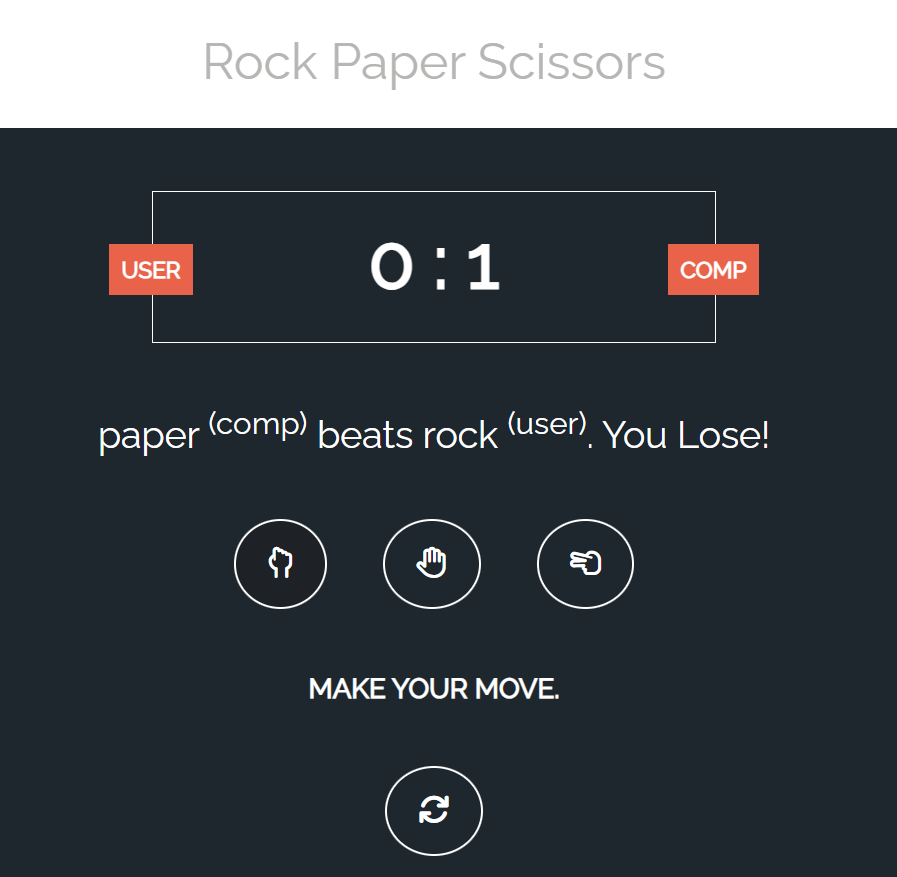 Rock Paper Scissors
USER 0 : 1 COMP
paper (comp) beats rock (user). You Lose!
MAKE YOUR MOVE.